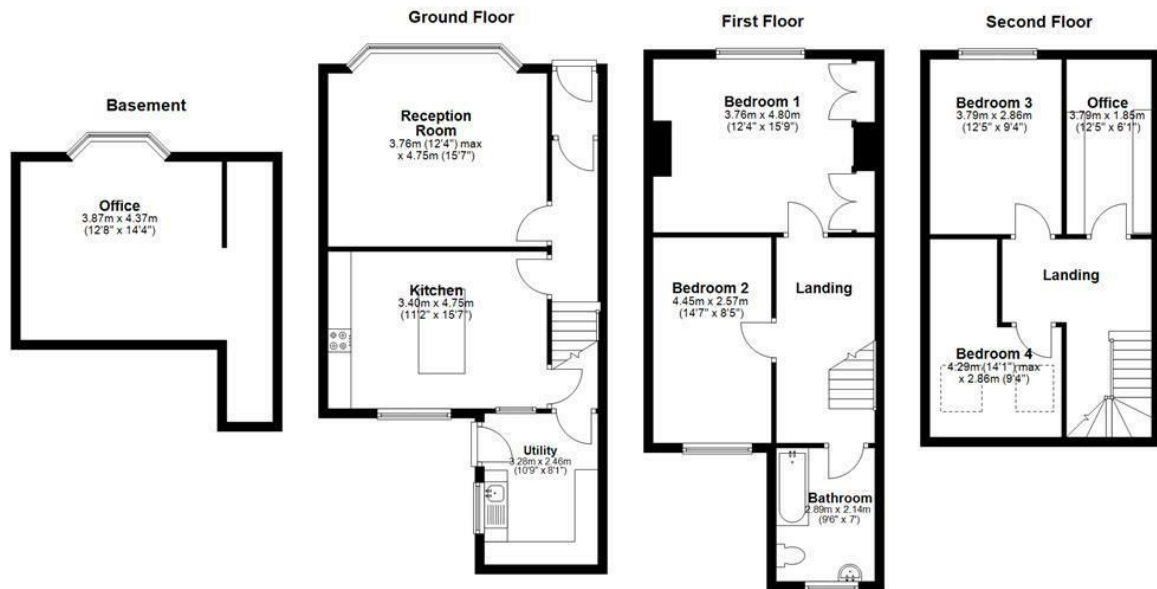 Basement
Office
3.87m x 4.37m
(12'8" x 14'4")
Ground Floor
Reception
Room
3.76m (12'4") max
x 4.75m (15'7")
Kitchen
3.40m x 4.75m
(11'2" x 15'7")
Utility
3.28m x 2.46m
(10'9" x 8'1")
First Floor
Bedroom 1
3.76m x 4.80m
(12'4" x 15'9")
Bedroom 2
4.45m x 2.57m
(14'7" x 8'5")
Landing
Bathroom
2.89m x 2.14m
(9'6" x 7')
Second Floor
Bedroom 3
3.79m x 2.86m
(12'5" x 9'4")
Office
3.79m x 1.85m
(12'5" x 6'1")
Landing
Bedroom 4
4.29m (14'1") max
x 2.86m (9'4")